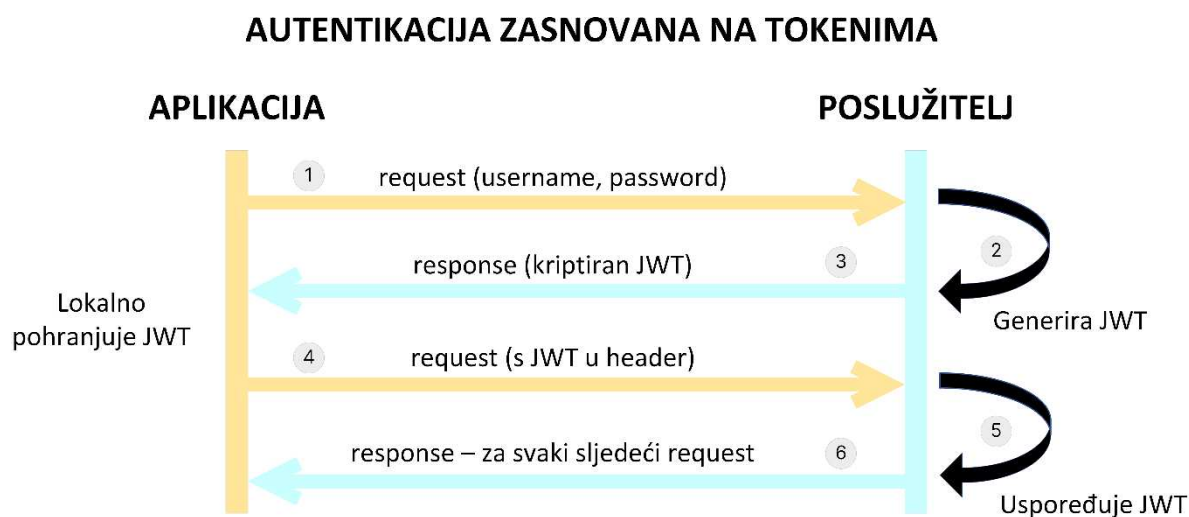 AUTENTIKACIJA ZASNOVANA NA TOKENIMA
APLIKACIJA
POSLUŽITELJ
1
request (username, password)
2
response (kriptiran JWT)
3
Generira JWT
Lokalno
pohranjuje JWT
4
request (s JWT u header)
5
response – za svaki sljedeći request
6
Uspoređuje JWT